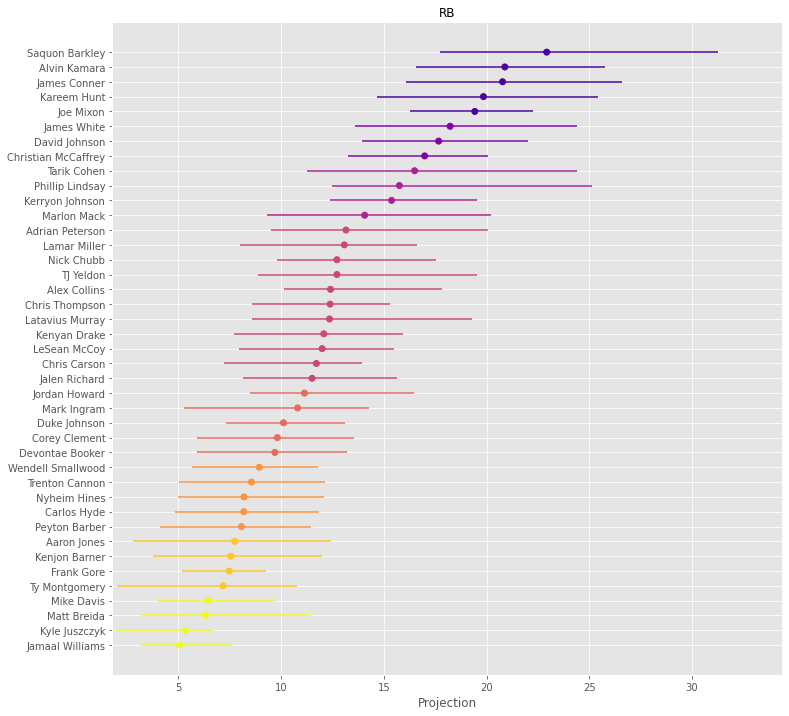 RB
Saquon Barkley
Alvin Kamara
James Conner
Kareem Hunt
Joe Mixon
James White
David Johnson
Christian McCaffrey
Tarik Cohen
Phillip Lindsay
Kerryon Johnson
Marlon Mack
Adrian Peterson
Lamar Miller
Nick Chubb
TJ Yeldon
Alex Collins
Chris Thompson
Latavius Murray
Kenyan Drake
LeSean McCoy
Chris Carson
Jalen Richard
Jordan Howard
Mark Ingram
Duke Johnson
Corey Clement
Devontae Booker
Wendell Smallwood
Trenton Cannon
Nyheim Hines
Carlos Hyde
Peyton Barber
Aaron Jones
Kenjon Barner
Frank Gore
Ty Montgomery
Mike Davis
Matt Breida
Kyle Juszczyk
Jamaal Williams
5 10 15 20 25 30
Projection